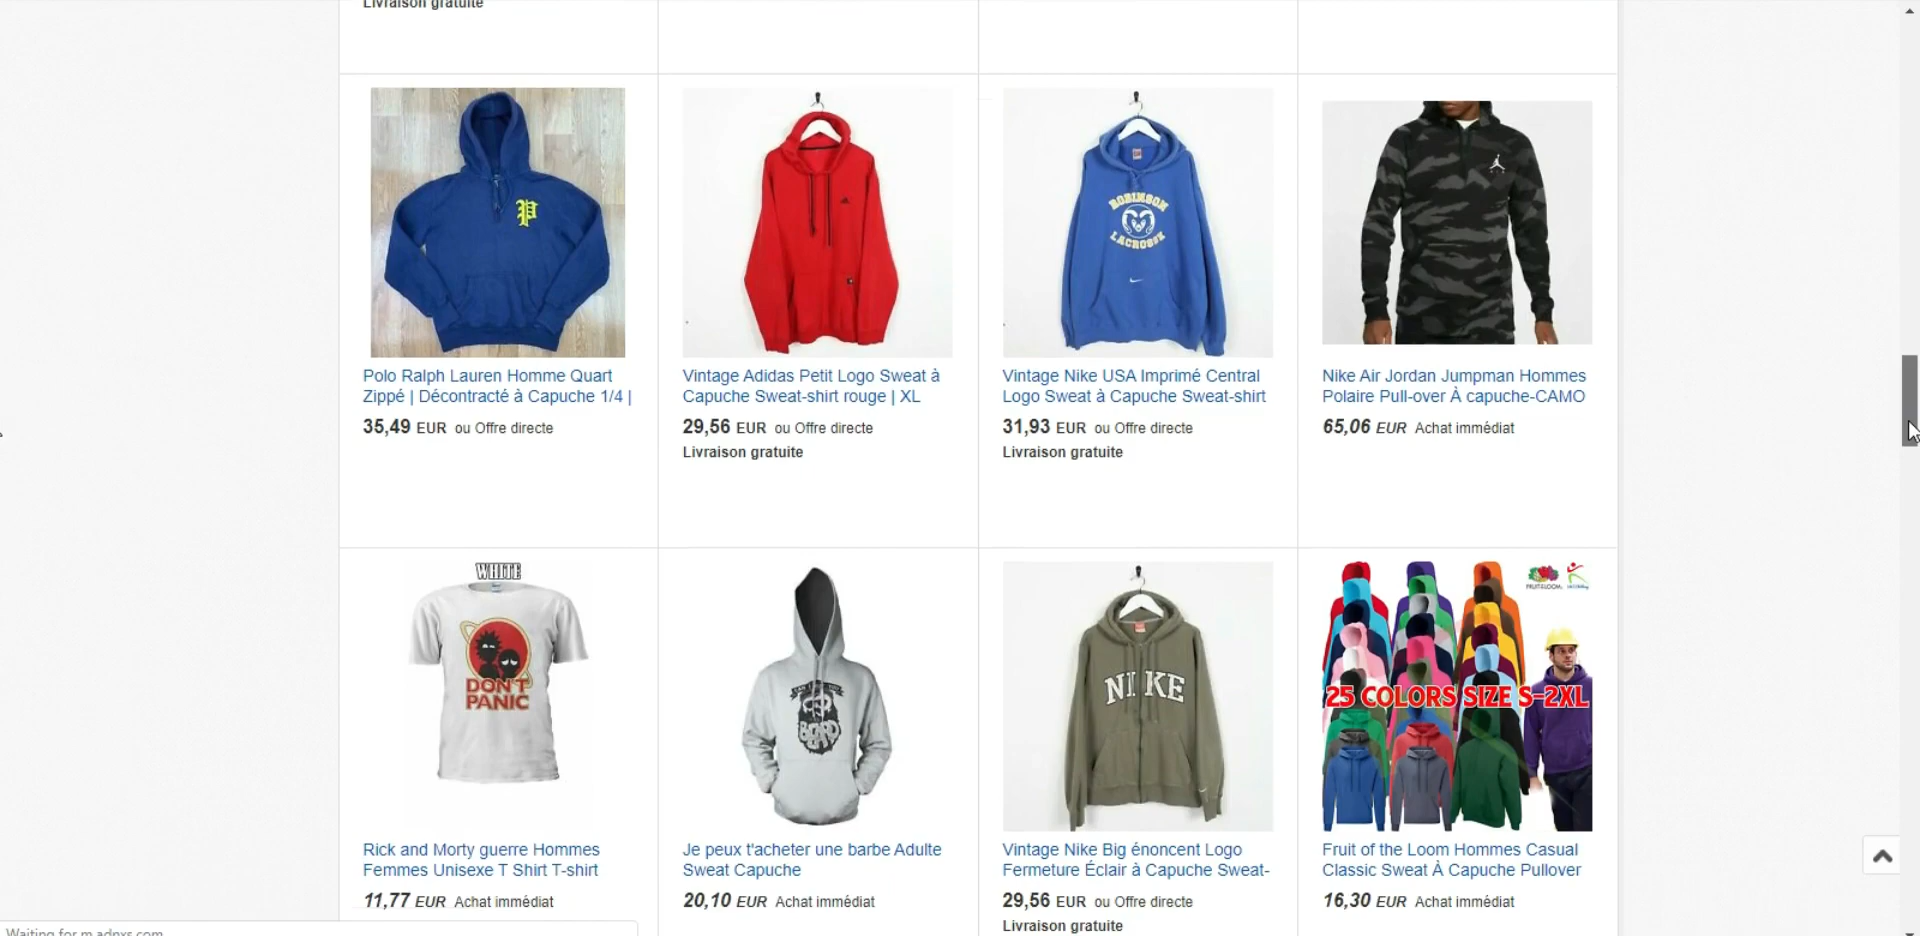 Livraison gratuite
P
ROBINSON
LACROSSE
Polo Ralph Lauren Homme Quart
Zippé | Décontracté à Capuche 1/4 |
35,49 EUR ou Offre directe
Vintage Adidas Petit Logo Sweat à
Capuche Sweat-shirt rouge | XL
29,56 EUR ou Offre directe
Livraison gratuite
Vintage Nike USA Imprimé Central
Logo Sweat à Capuche Sweat-shirt
31,93 EUR ou Offre directe
Livraison gratuite
Nike Air Jordan Jumpman Hommes
Polaire Pull-over À capuche-CAMO
65,06 EUR Achat immédiat
WHITE
DON'T
PANIC
BEARD
NIKE
FRUIT OF THE LOOM
25 COLORS SIZE S-2XL
Rick and Morty guerre Hommes
Femmes Unisexe T Shirt T-shirt
11,77 EUR Achat immédiat
Je peux t'acheter une barbe Adulte
Sweat Capuche
20,10 EUR Achat immédiat
Vintage Nike Big énoncent Logo
Fermeture Éclair à Capuche Sweat-
29,56 EUR ou Offre directe
Livraison gratuite
Fruit of the Loom Hommes Casual
Classic Sweat À Capuche Pullover
16,30 EUR Achat immédiat
Waiting for m.adnxs.com